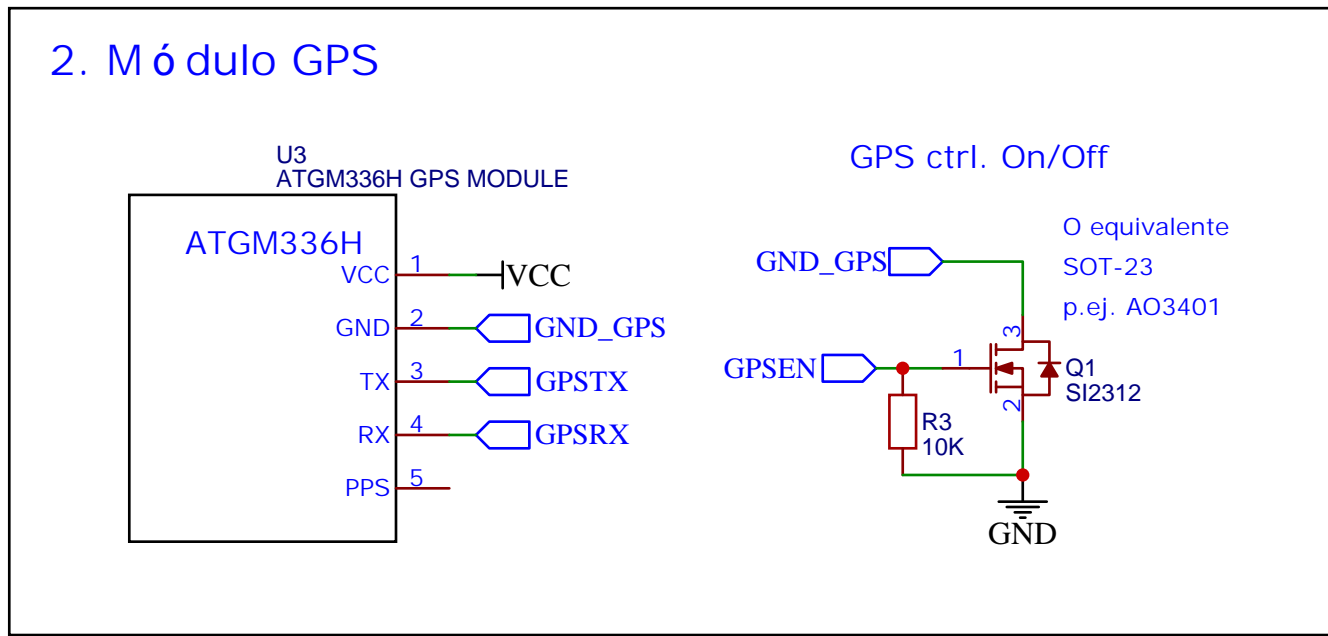 2. Módulo GPS
U3
ATGM336H GPS MODULE
ATGM336H
VCC 1 VCC
GND 2 GND_GPS
TX 3 GPSTX
RX 4 GPSRX
PPS 5
GPS ctrl. On/Off
O equivalente
SOT-23
p.ej. AO3401
GND_GPS
3
GPSEN
1
Q1
SI2312
2
R3
10K
GND